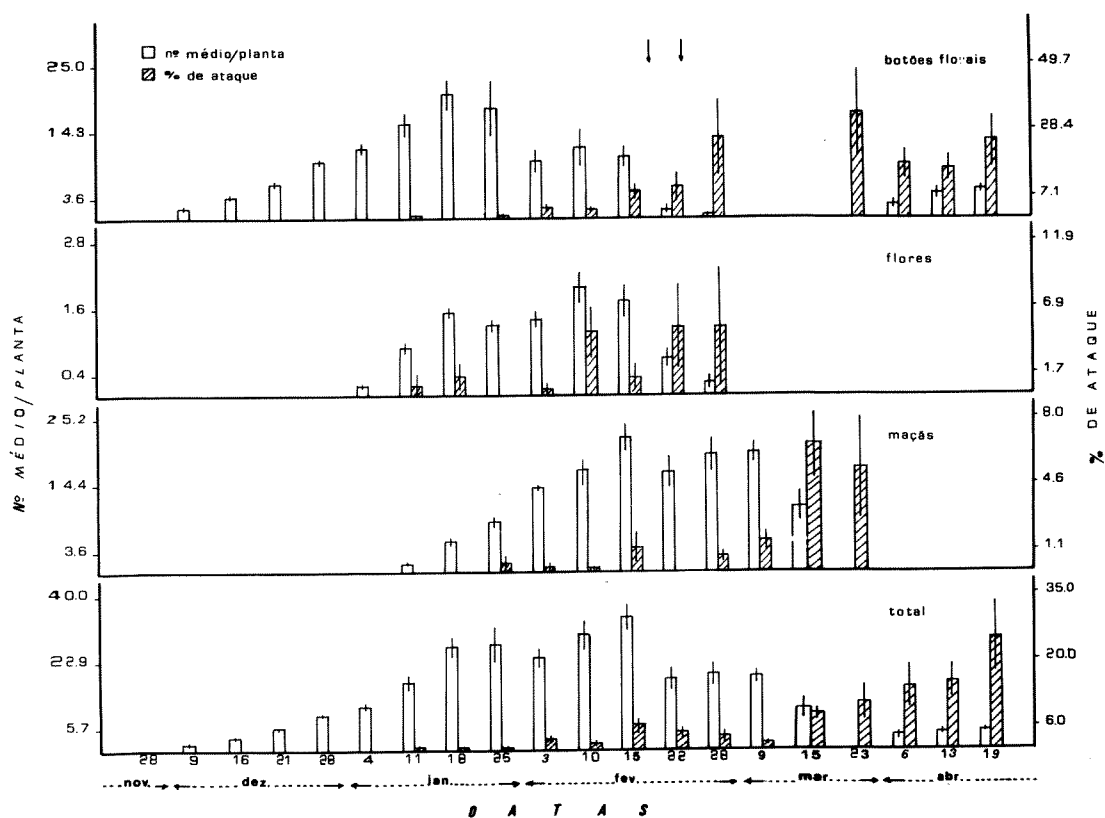 nº médio/planta
% de ataque
botões florais
25.0
14.8
3.6
49.7
28.4
7.1
flores
2.8
1.6
0.4
11.9
6.9
1.7
maçãs
25.2
14.4
3.6
8.0
4.6
1.1
total
40.0
22.9
5.7
35.0
20.0
6.0
Nº MÉDIO/PLANTA
% DE ATAQUE
28 9 16 21 28 4 11 18 25 3 10 15 22 28 9 15 23 6 13 19
nov. dez jan. fev. mar abr.
DATAS